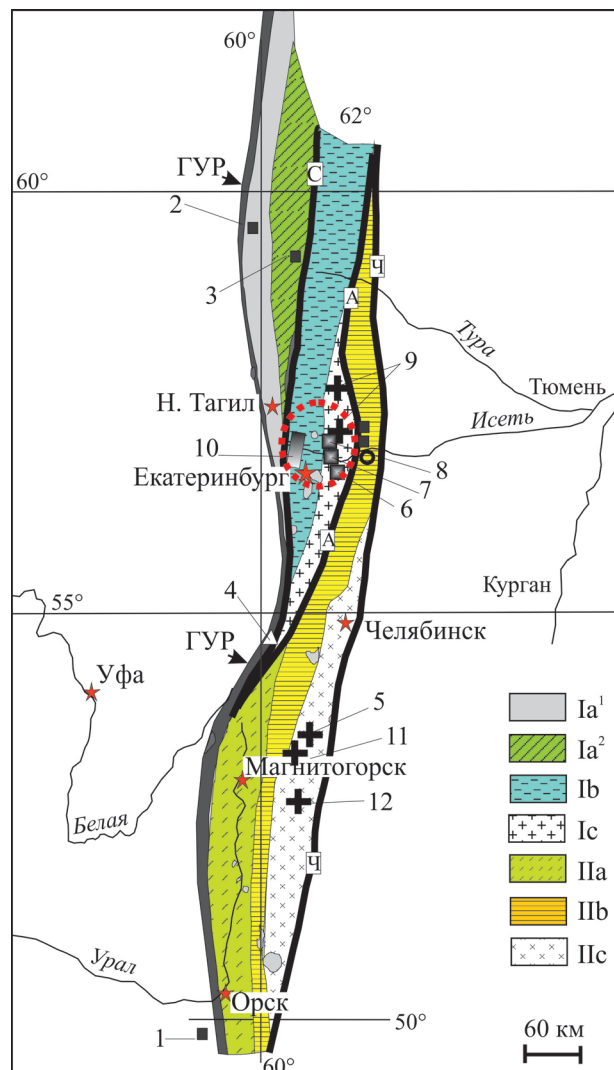 60°
62°
ГУР
60°
С
2
Ч
3
А
Тура
9
Тюмень
Н. Тагил
Исеть
10
Екатеринбург
8
7
6
А
Курган
55°
4
Челябинск
ГУР
Уфа
5
11
Магнитогорск
12
Белая
Ч
Урал
Орск
1
50°
60°
Ia¹
Ia²
Ib
Ic
IIa
IIb
IIc
60 км